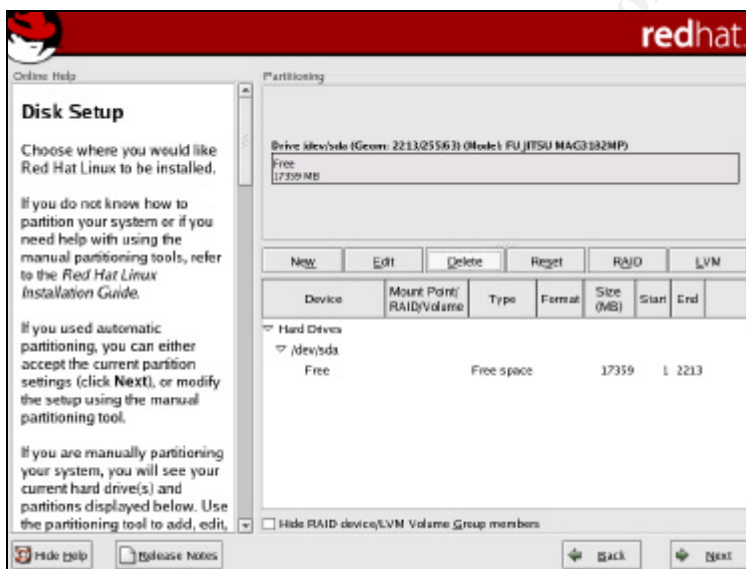 redhat.
Online Help
Disk Setup
Choose where you would like
Red Hat Linux to be installed.
If you do not know how to
partition your system or if you
need help with using the
manual partitioning tools, refer
to the Red Hat Linux
Installation Guide.
If you used automatic
partitioning, you can either
accept the current partition
settings (click Next), or modify
the setup using the manual
partitioning tool.
If you are manually partitioning
your system, you will see your
current hard drive(s) and
partitions displayed below. Use
the partitioning tool to add, edit,
Partitioning
Drive /dev/sda (Geom: 2213/255/63) (Model: FUJITSU MAG3182MP)
Free
17359 MB
New Edit Delete Reset RAID LVM
Device Mount Point/ RAID/Volume Type Format Size (MB) Start End
Hard Drives
/dev/sda
Free Free space 17359 1 2213
Hide RAID device/LVM Volume Group members
Hide Help Release Notes Back Next